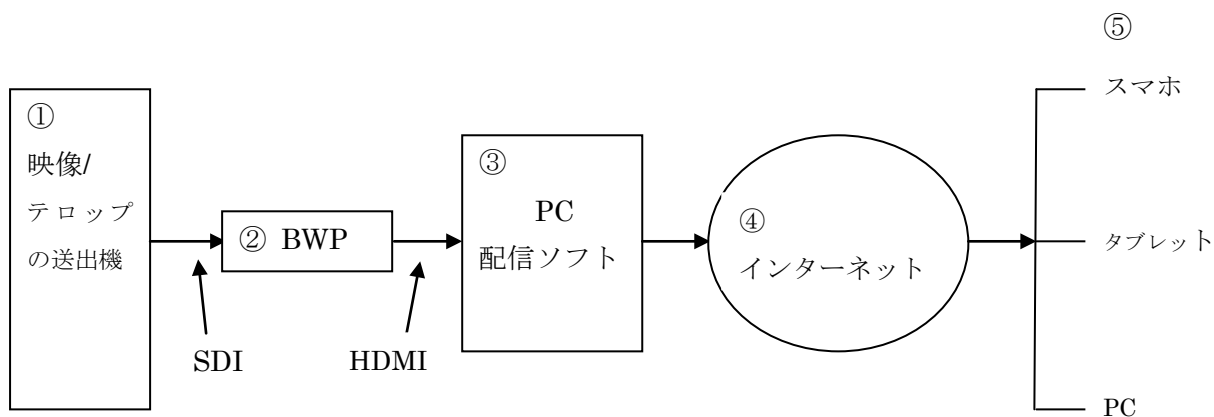 ①
映像/
テロップ
の送出機
② BWP
SDI
HDMI
③
PC
配信ソフト
④
インターネット
⑤
スマホ
タブレット
PC